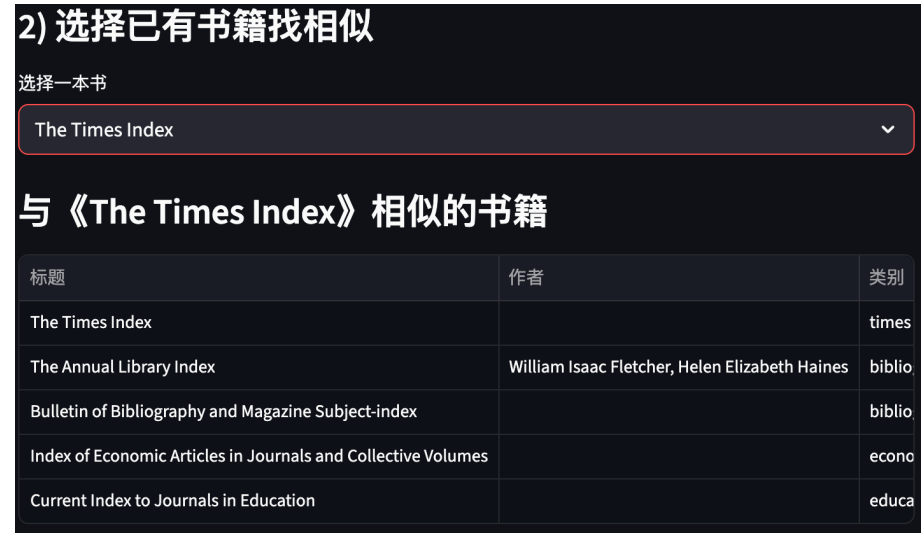 2) 选择已有书籍找相似
选择一本书
The Times Index
与《The Times Index》相似的书籍
标题 作者 类别
The Times Index times
The Annual Library Index William Isaac Fletcher, Helen Elizabeth Haines biblio
Bulletin of Bibliography and Magazine Subject-index biblio
Index of Economic Articles in Journals and Collective Volumes econo
Current Index to Journals in Education educa